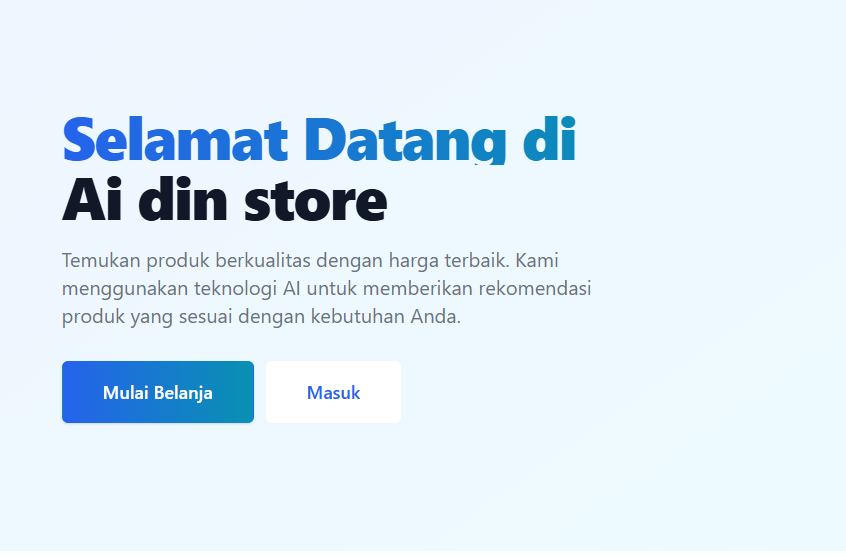 Selamat Datang di
Ai din store
Temukan produk berkualitas dengan harga terbaik. Kami
menggunakan teknologi AI untuk memberikan rekomendasi
produk yang sesuai dengan kebutuhan Anda.
Mulai Belanja
Masuk